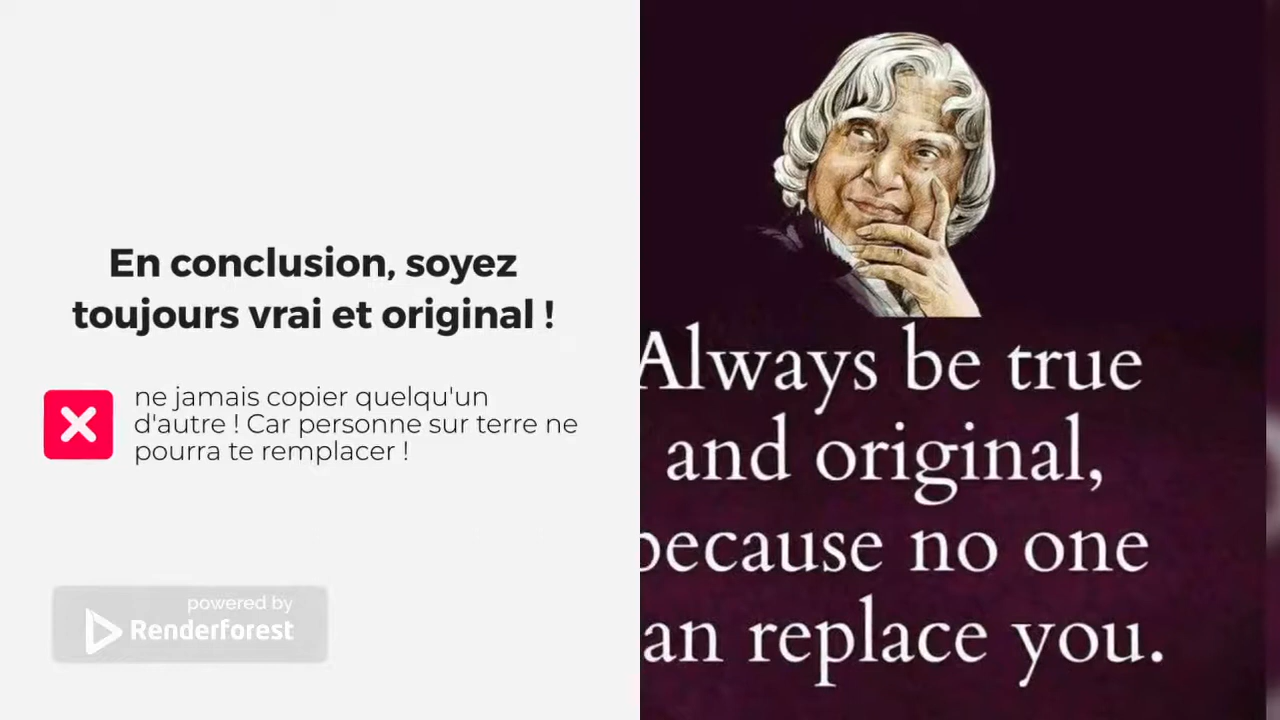 En conclusion, soyez
toujours vrai et original !
ne jamais copier quelqu'un
d'autre ! Car personne sur terre ne
pourra te remplacer !
powered by
Renderforest
Always be true
and original,
because no one
an replace you.